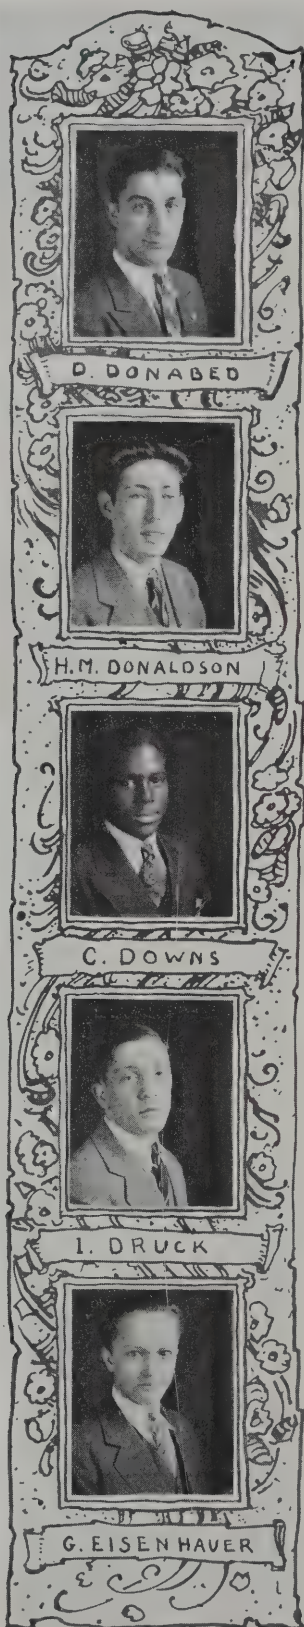 D. DONABED
H. M. DONALDSON
C. DOWNS
I. DRUCK
G. EISENHAUER